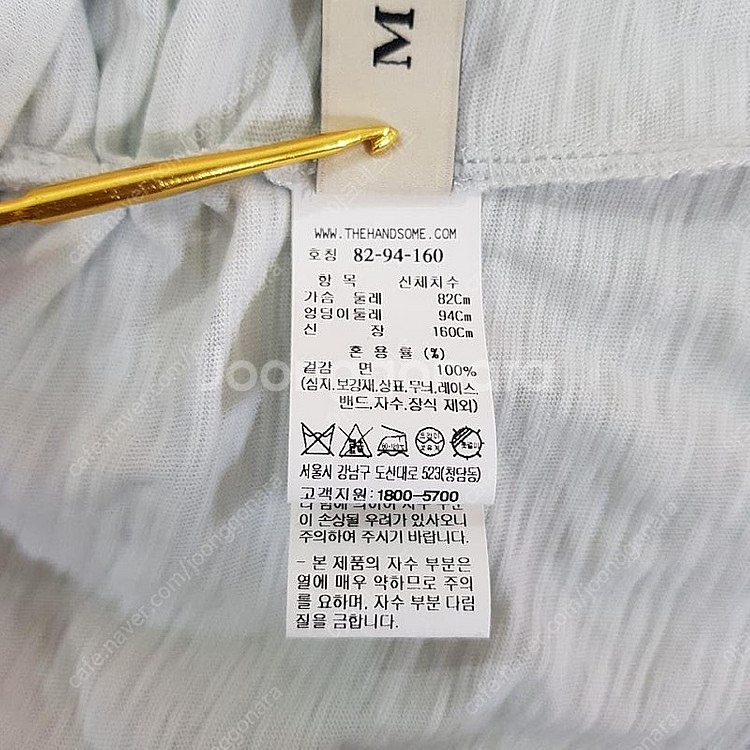 M
WWW.THEHANDSOME.COM
호칭 82-94-160
항 목 신체치수
가슴 둘레 82Cm
엉덩이둘레 94Cm
신 장 160Cm
혼 용 률 (%)
겉감 면 100%
(심지,보강재,상표,무늬,레이스,
밴드,자수,장식 제외)
서울시 강남구 도산대로 523(청담동)
고객지원: 1800-5700
이 손상될 우려가 있사오니
주의하여 주시기 바랍니다.
- 본 제품의 자수 부분은
열에 매우 약하므로 주의
를 요하며, 자수 부분 다림
질을 금합니다.
joonggonara
cafe.naver.com/joonggonara